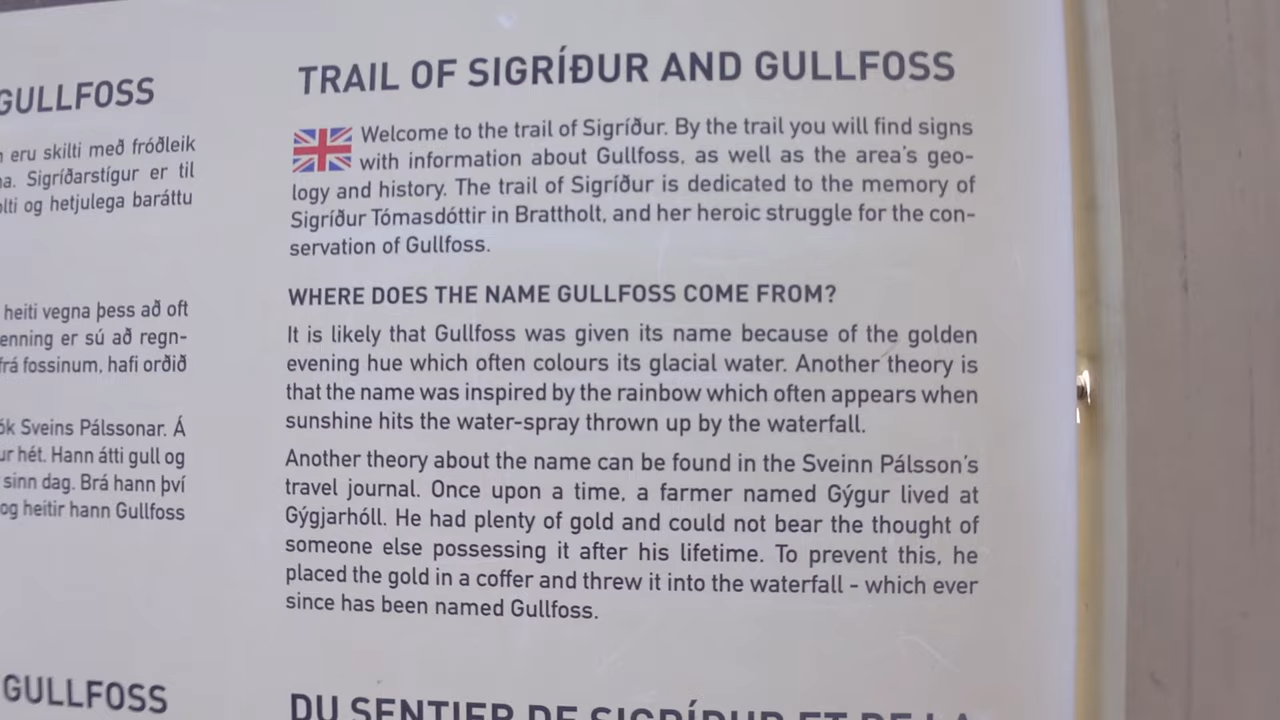 GULLFOSS
eru skilti með fróðleik
Sigríðarstígur er til
og hetjulega baráttu
heiti vegna þess að oft
er sú að regn-
fossinum, hafi orðið
Sveins Pálssonar. Á
hét. Hann átti gull og
sinn dag. Brá hann því
og heitir hann Gullfoss
GULLFOSS
TRAIL OF SIGRÍÐUR AND GULLFOSS
Welcome to the trail of Sigríður. By the trail you will find signs
with information about Gullfoss, as well as the area's geo-
logy and history. The trail of Sigríður is dedicated to the memory of
Sigríður Tómasdóttir in Brattholt, and her heroic struggle for the con-
servation of Gullfoss.
WHERE DOES THE NAME GULLFOSS COME FROM?
It is likely that Gullfoss was given its name because of the golden
evening hue which often colours its glacial water. Another theory is
that the name was inspired by the rainbow which often appears when
sunshine hits the water-spray thrown up by the waterfall.
Another theory about the name can be found in the Sveinn Pálsson's
travel journal. Once upon a time, a farmer named Gýgur lived at
Gýgjarhóll. He had plenty of gold and could not bear the thought of
someone else possessing it after his lifetime. To prevent this, he
placed the gold in a coffer and threw it into the waterfall - which ever
since has been named Gullfoss.
DU SENTIER DE SIGRÍÐUR ET DE LA